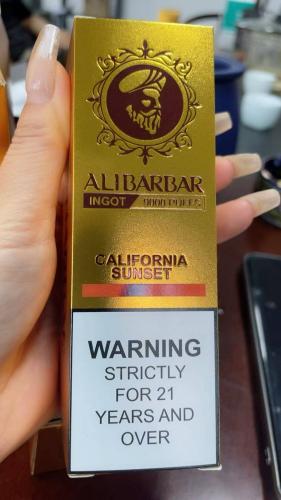 ALIBARBAR
INGOT 9000 PUFFS
CALIFORNIA
SUNSET
WARNING
STRICTLY
FOR 21
YEARS AND
OVER